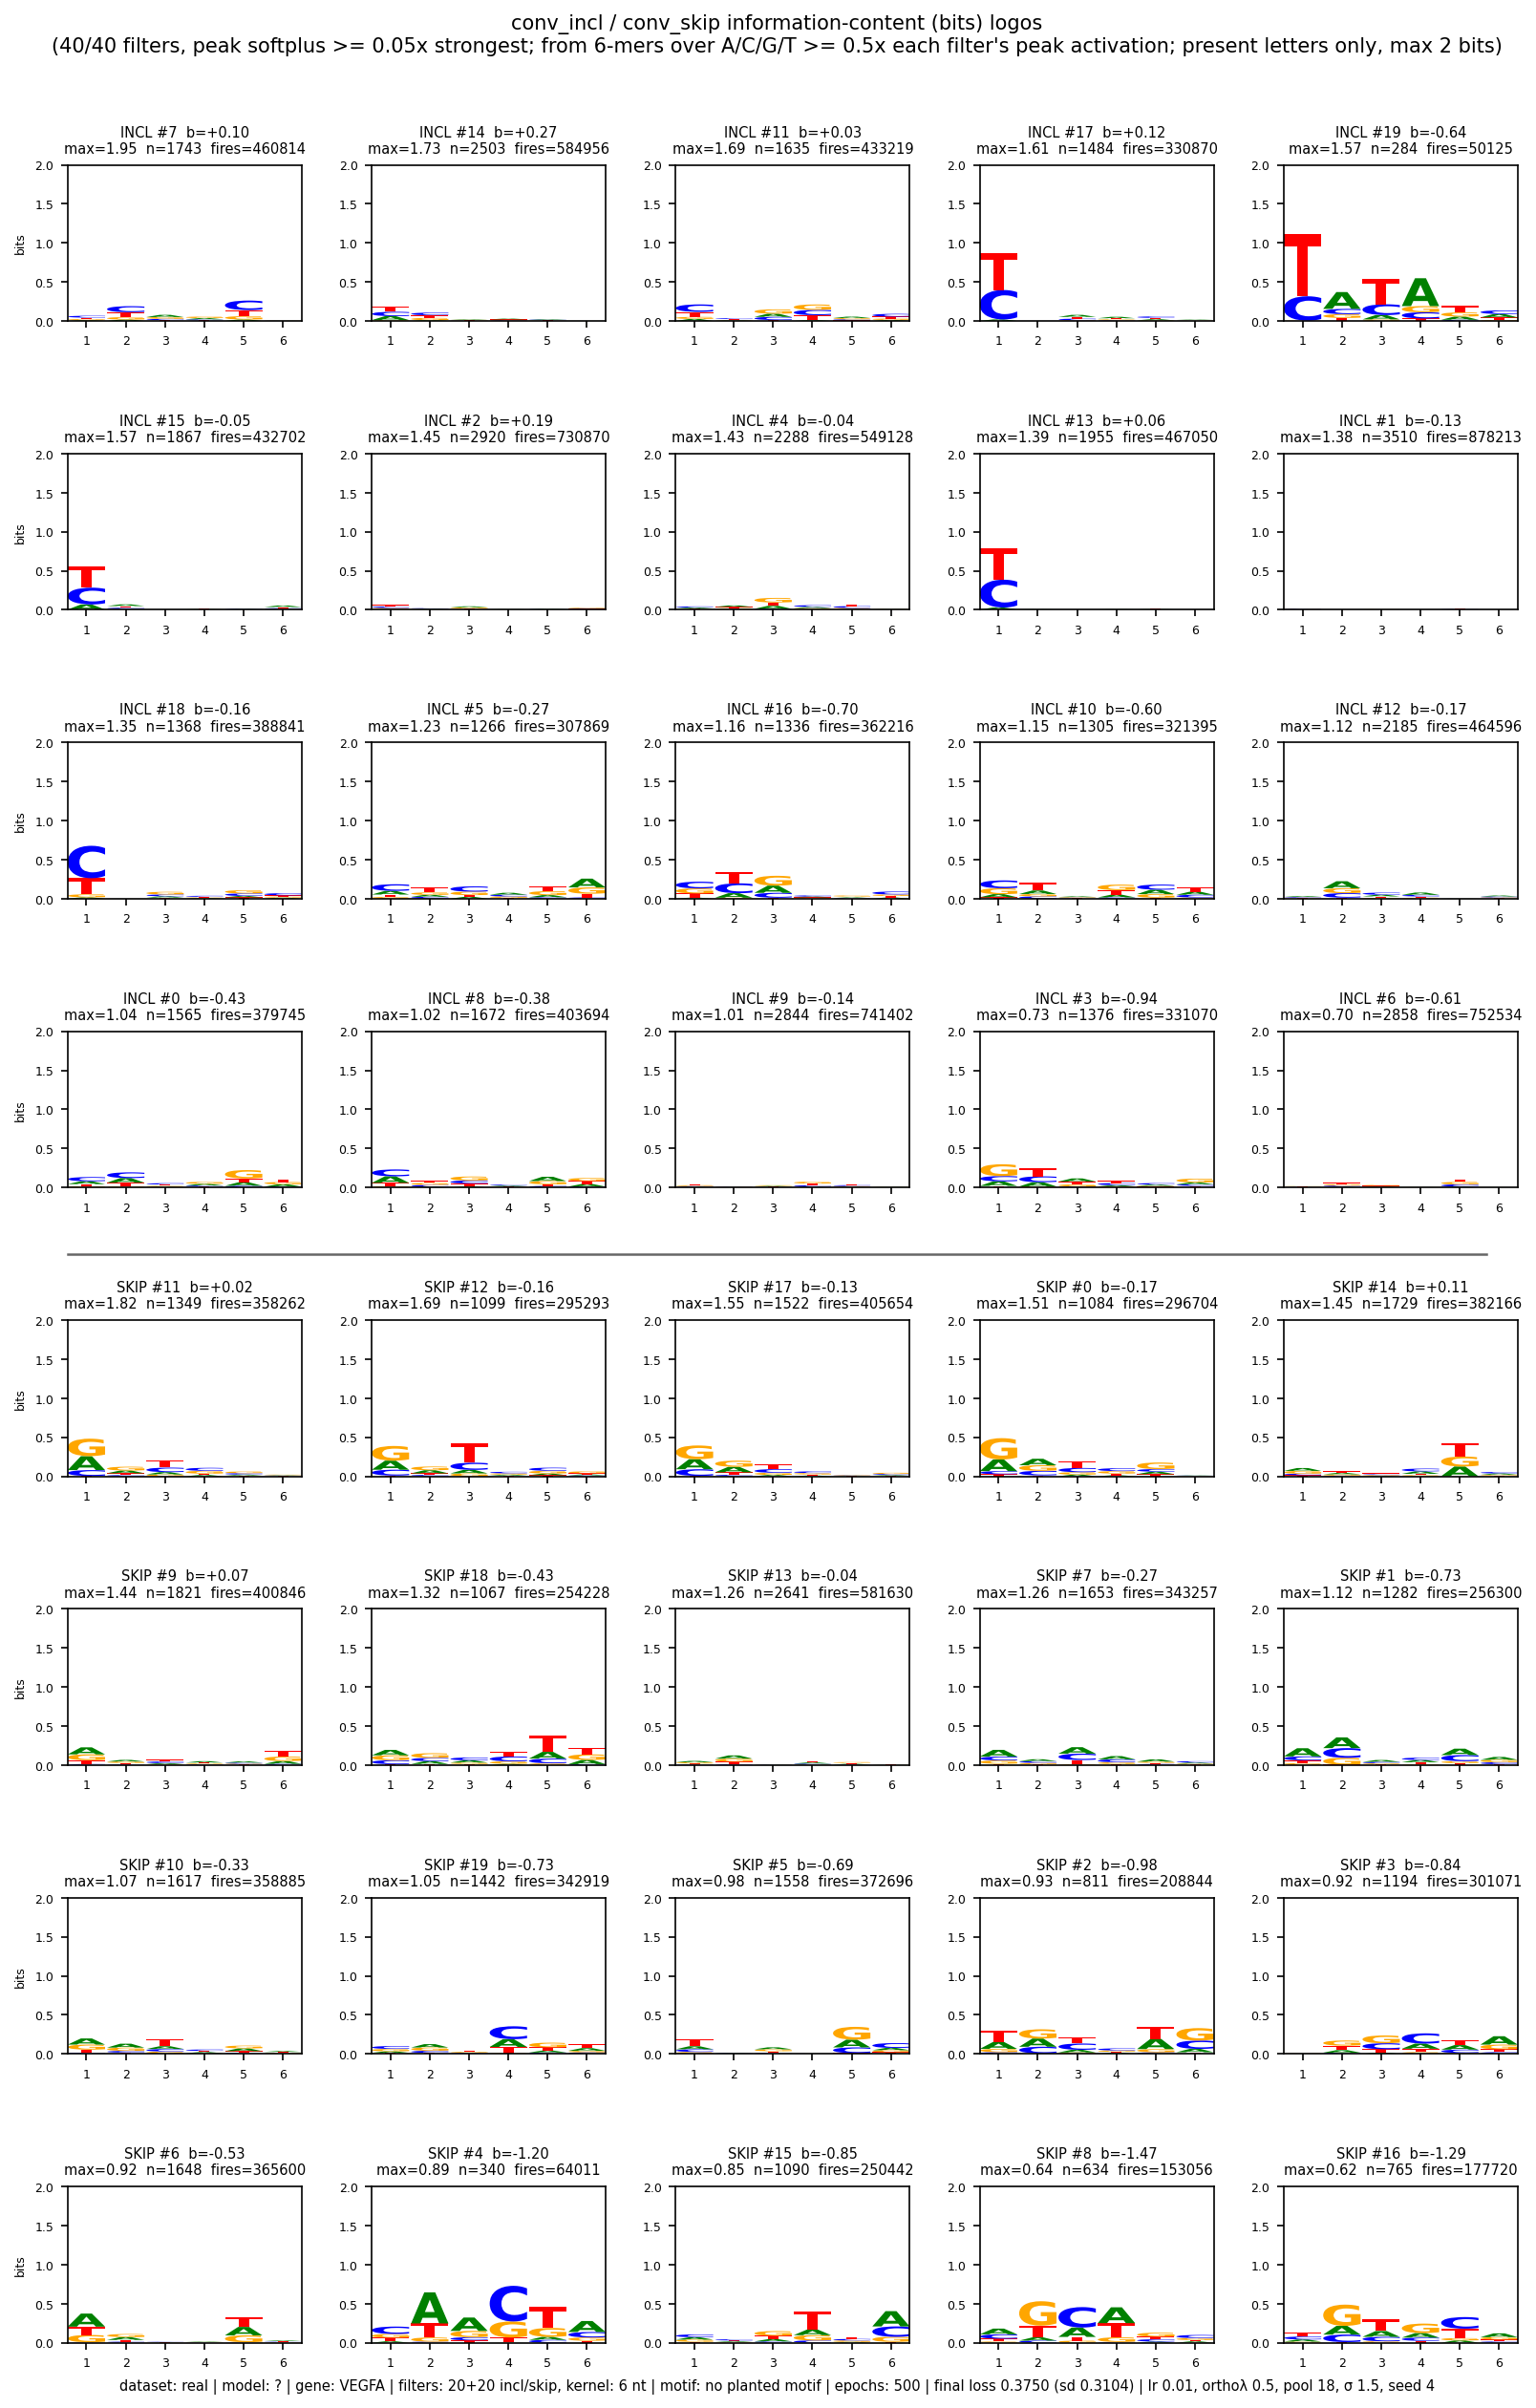 conv_incl / conv_skip information-content (bits) logos
(40/40 filters, peak softplus >= 0.05x strongest; from 6-mers over A/C/G/T >= 0.5x each filter's peak activation; present letters only, max 2 bits)
INCL #7 b=+0.10
max=1.95 n=1743 fires=460814
INCL #14 b=+0.27
max=1.73 n=2503 fires=584956
INCL #11 b=+0.03
max=1.69 n=1635 fires=433219
INCL #17 b=+0.12
max=1.61 n=1484 fires=330870
INCL #19 b=-0.64
max=1.57 n=284 fires=50125
INCL #15 b=-0.05
max=1.57 n=1867 fires=432702
INCL #2 b=+0.19
max=1.45 n=2920 fires=730870
INCL #4 b=-0.04
max=1.43 n=2288 fires=549128
INCL #13 b=+0.06
max=1.39 n=1955 fires=467050
INCL #1 b=-0.13
max=1.38 n=3510 fires=878213
INCL #18 b=-0.16
max=1.35 n=1368 fires=388841
INCL #5 b=-0.27
max=1.23 n=1266 fires=307869
INCL #16 b=-0.70
max=1.16 n=1336 fires=362216
INCL #10 b=-0.60
max=1.15 n=1305 fires=321395
INCL #12 b=-0.17
max=1.12 n=2185 fires=464596
INCL #0 b=-0.43
max=1.04 n=1565 fires=379745
INCL #8 b=-0.38
max=1.02 n=1672 fires=403694
INCL #9 b=-0.14
max=1.01 n=2844 fires=741402
INCL #3 b=-0.94
max=0.73 n=1376 fires=331070
INCL #6 b=-0.61
max=0.70 n=2858 fires=752534
SKIP #11 b=+0.02
max=1.82 n=1349 fires=358262
SKIP #12 b=-0.16
max=1.69 n=1099 fires=295293
SKIP #17 b=-0.13
max=1.55 n=1522 fires=405654
SKIP #0 b=-0.17
max=1.51 n=1084 fires=296704
SKIP #14 b=+0.11
max=1.45 n=1729 fires=382166
SKIP #9 b=+0.07
max=1.44 n=1821 fires=400846
SKIP #18 b=-0.43
max=1.32 n=1067 fires=254228
SKIP #13 b=-0.04
max=1.26 n=2641 fires=581630
SKIP #7 b=-0.27
max=1.26 n=1653 fires=343257
SKIP #1 b=-0.73
max=1.12 n=1282 fires=256300
SKIP #10 b=-0.33
max=1.07 n=1617 fires=358885
SKIP #19 b=-0.73
max=1.05 n=1442 fires=342919
SKIP #5 b=-0.69
max=0.98 n=1558 fires=372696
SKIP #2 b=-0.98
max=0.93 n=811 fires=208844
SKIP #3 b=-0.84
max=0.92 n=1194 fires=301071
SKIP #6 b=-0.53
max=0.92 n=1648 fires=365600
SKIP #4 b=-1.20
max=0.89 n=340 fires=64011
SKIP #15 b=-0.85
max=0.85 n=1090 fires=250442
SKIP #8 b=-1.47
max=0.64 n=634 fires=153056
SKIP #16 b=-1.29
max=0.62 n=765 fires=177720
dataset: real | model: ? | gene: VEGFA | filters: 20+20 incl/skip, kernel: 6 nt | motif: no planted motif | epochs: 500 | final loss 0.3750 (sd 0.3104) | lr 0.01, orthoλ 0.5, pool 18, σ 1.5, seed 4